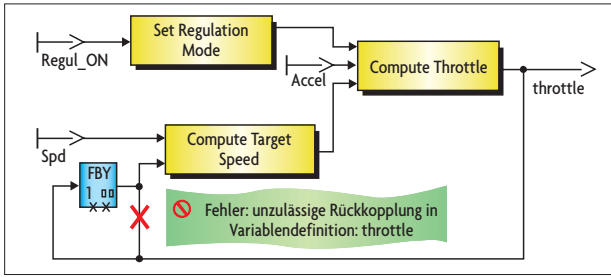 Set Regulation
Mode
Regul_ON
Accel
Compute Throttle
throttle
Spd
Compute Target
Speed
FBY
1
Fehler: unzulässige Rückkopplung in
Variablendefinition: throttle